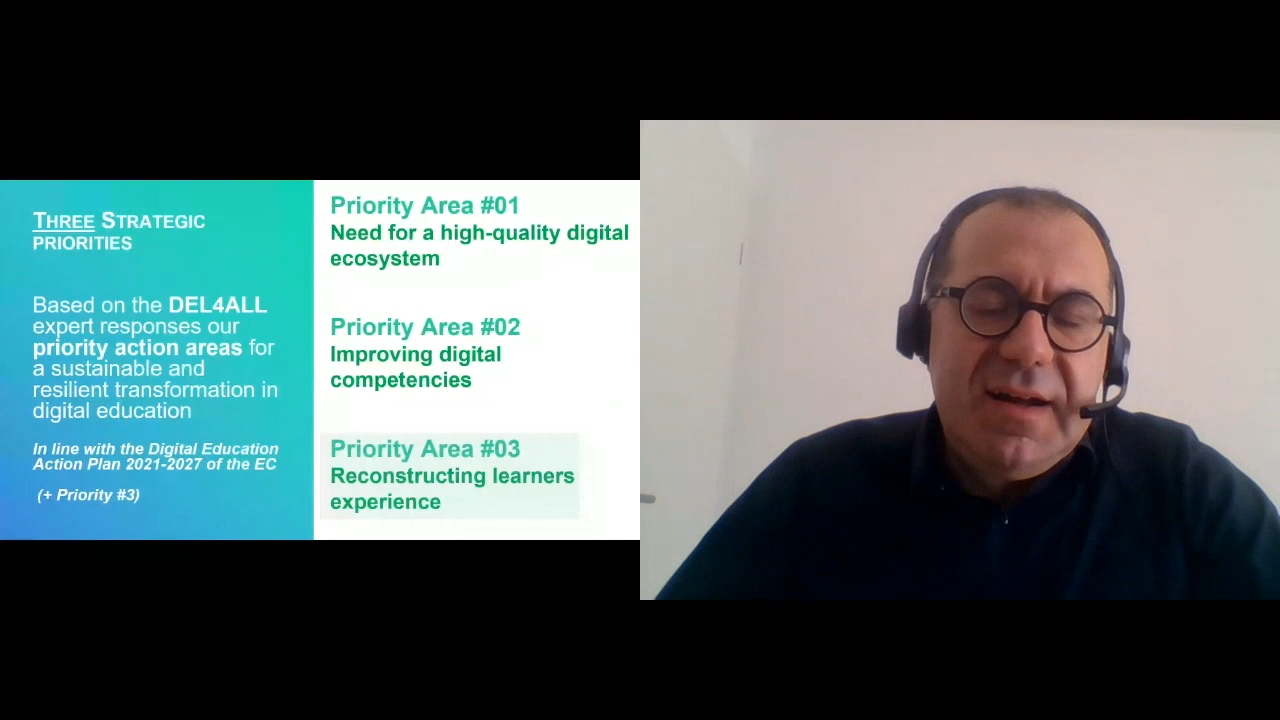 THREE STRATEGIC
PRIORITIES
Based on the DEL4ALL
expert responses our
priority action areas for
a sustainable and
resilient transformation in
digital education
In line with the Digital Education
Action Plan 2021-2027 of the EC
(+ Priority #3)
Priority Area #01
Need for a high-quality digital
ecosystem
Priority Area #02
Improving digital
competencies
Priority Area #03
Reconstructing learners
experience